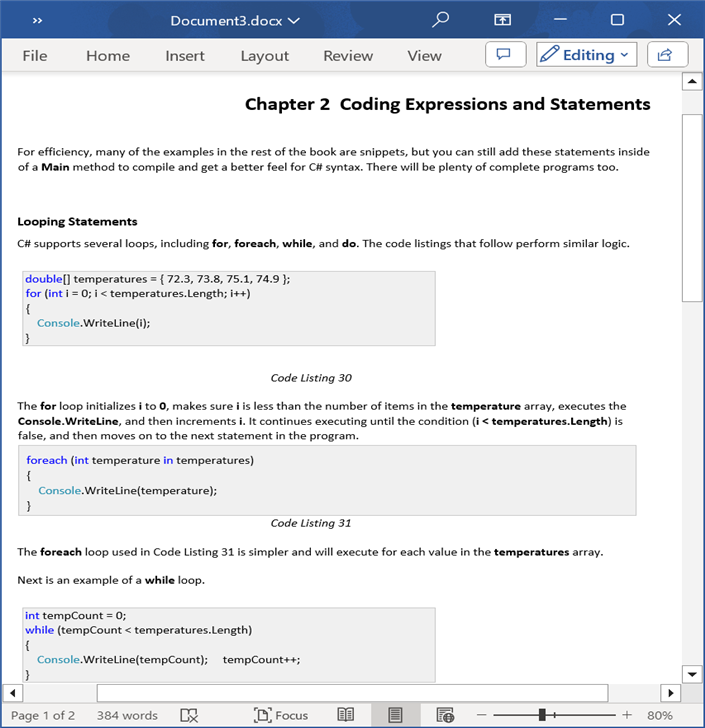 Document3.docx
File Home Insert Layout Review View Editing
Chapter 2  Coding Expressions and Statements
For efficiency, many of the examples in the rest of the book are snippets, but you can still add these statements inside
of a Main method to compile and get a better feel for C# syntax. There will be plenty of complete programs too.
Looping Statements
C# supports several loops, including for, foreach, while, and do. The code listings that follow perform similar logic.
double[] temperatures = { 72.3, 73.8, 75.1, 74.9 };
for (int i = 0; i < temperatures.Length; i++)
{
Console.WriteLine(i);
}
Code Listing 30
The for loop initializes i to 0, makes sure i is less than the number of items in the temperature array, executes the
Console.WriteLine, and then increments i. It continues executing until the condition (i < temperatures.Length) is
false, and then moves on to the next statement in the program.
foreach (int temperature in temperatures)
{
Console.WriteLine(temperature);
}
Code Listing 31
The foreach loop used in Code Listing 31 is simpler and will execute for each value in the temperatures array.
Next is an example of a while loop.
int tempCount = 0;
while (tempCount < temperatures.Length)
{
Console.WriteLine(tempCount);    tempCount++;
}
Page 1 of 2 384 words Focus 80%